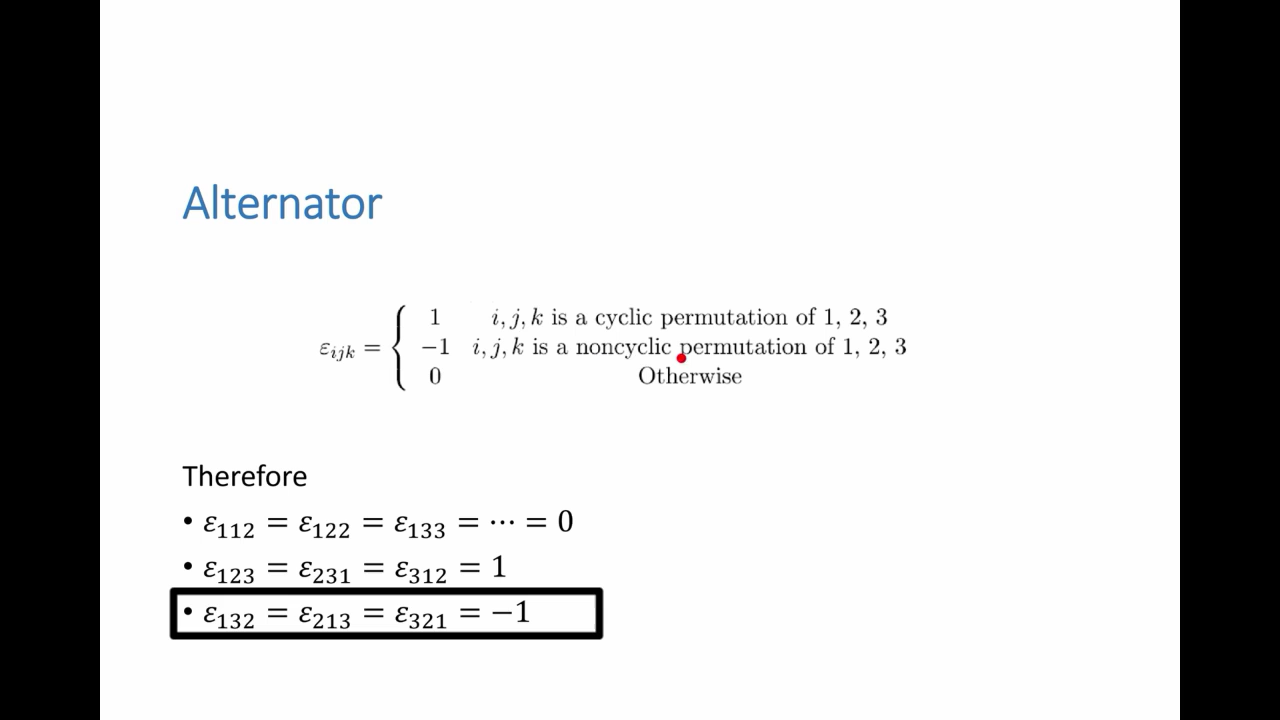 Alternator
1 i, j, k is a cyclic permutation of 1, 2, 3
εijk = { −1 i, j, k is a noncyclic permutation of 1, 2, 3
0 Otherwise
Therefore
• ε112 = ε122 = ε133 = ⋯ = 0
• ε123 = ε231 = ε312 = 1
• ε132 = ε213 = ε321 = −1